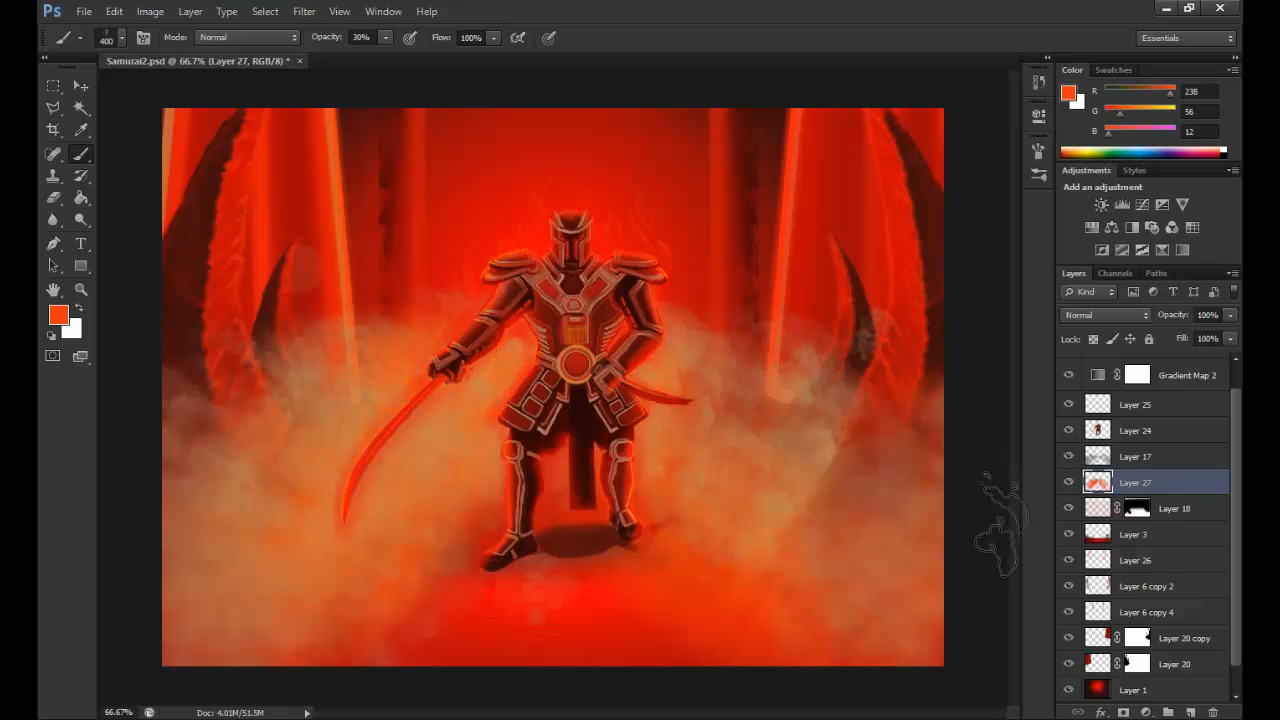 Ps File Edit Image Layer Type Select Filter View Window Help
400 Mode: Normal Opacity: 30% Flow: 100% Essentials
Samurai2.psd @ 66.7% (Layer 27, RGB/8) * ×
Color Swatches
R 238
G 56
B 12
Adjustments Styles
Add an adjustment
Layers Channels Paths
Kind
Normal Opacity: 100%
Lock: Fill: 100%
Gradient Map 2
Layer 25
Layer 24
Layer 17
Layer 27
Layer 18
Layer 3
Layer 26
Layer 6 copy 2
Layer 6 copy 4
Layer 20 copy
Layer 20
Layer 1
66.67% Doc: 4.01M/51.5M